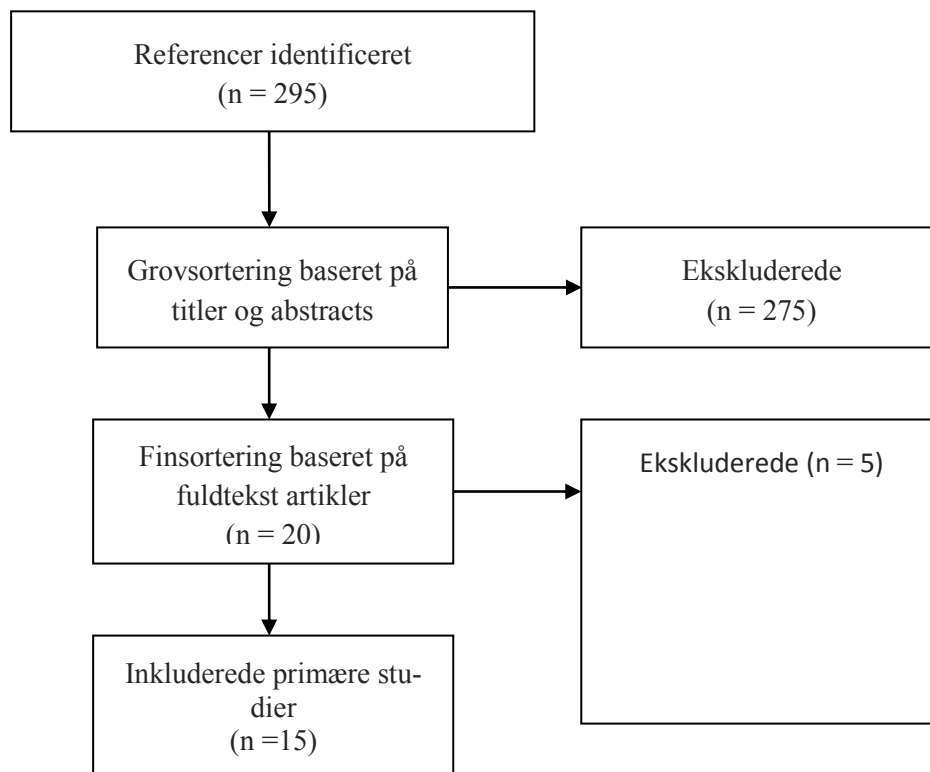 Referencer identificeret
(n = 295)
Grovsortering baseret på
titler og abstracts
Ekskluderede
(n = 275)
Finsortering baseret på
fuldtekst artikler
(n = 20)
Ekskluderede (n = 5)
Inkluderede primære stu-
dier
(n =15)